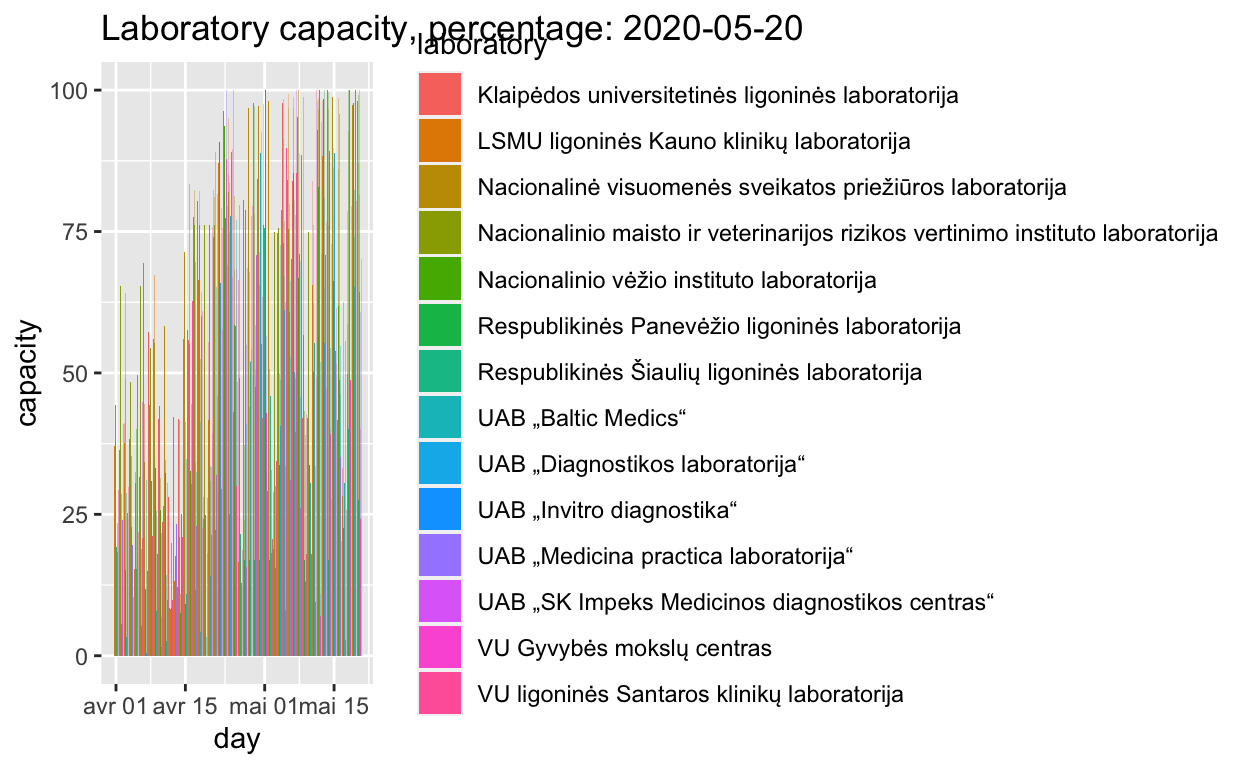 Laboratory capacity, percentage: 2020-05-20
laboratory
Klaipėdos universitetinės ligoninės laboratorija
LSMU ligoninės Kauno klinikų laboratorija
Nacionalinė visuomenės sveikatos priežiūros laboratorija
Nacionalinio maisto ir veterinarijos rizikos vertinimo instituto laboratorija
Nacionalinio vėžio instituto laboratorija
Respublikinės Panevėžio ligoninės laboratorija
Respublikinės Šiaulių ligoninės laboratorija
UAB „Baltic Medics“
UAB „Diagnostikos laboratorija“
UAB „Invitro diagnostika“
UAB „Medicina practica laboratorija“
UAB „SK Impeks Medicinos diagnostikos centras“
VU Gyvybės mokslų centras
VU ligoninės Santaros klinikų laboratorija
capacity
100
75
50
25
0
avr 01 avr 15 mai 01 mai 15
day